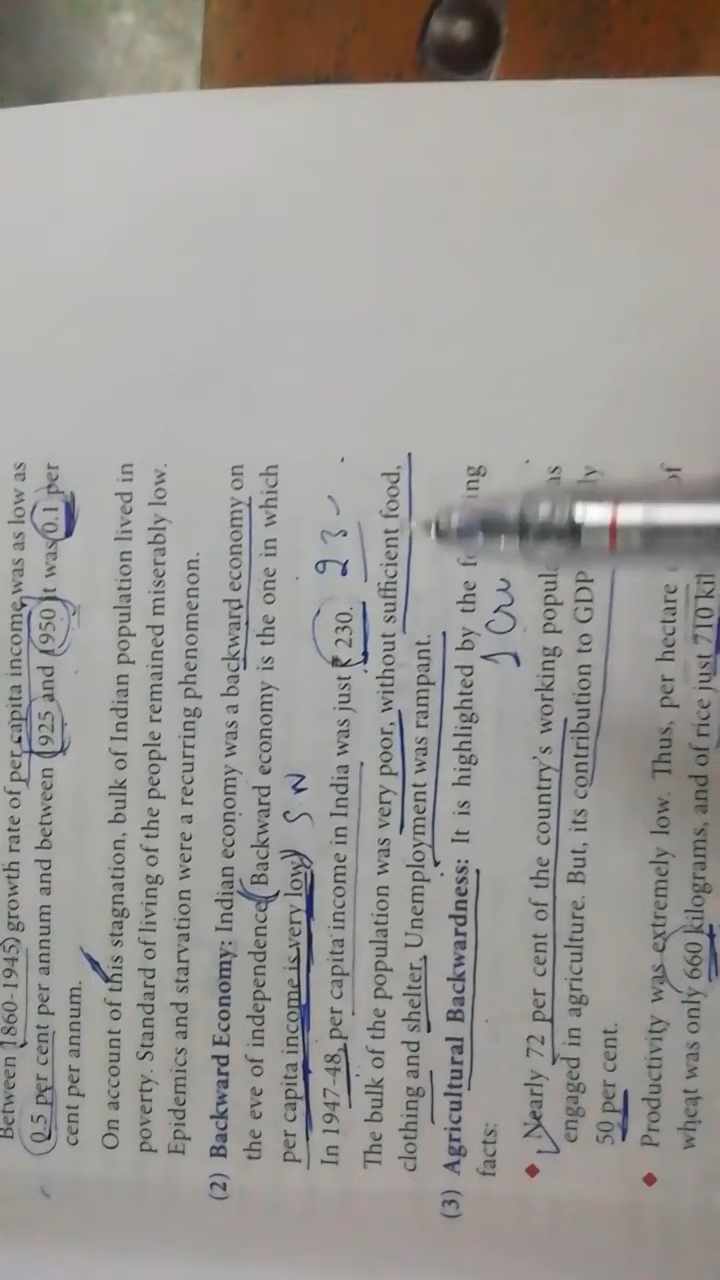 Between 1860-1945, growth rate of per capita income was as low as
0.5 per cent per annum and between 1925 and 1950 it was 0.1 per
cent per annum.
On account of this stagnation, bulk of Indian population lived in
poverty. Standard of living of the people remained miserably low.
Epidemics and starvation were a recurring phenomenon.
(2) Backward Economy: Indian economy was a backward economy on
the eve of independence. Backward economy is the one in which
per capita income is very low. S.N
In 1947-48, per capita income in India was just ₹ 230. 23
The bulk of the population was very poor, without sufficient food,
clothing and shelter. Unemployment was rampant.
(3) Agricultural Backwardness: It is highlighted by the ing
facts:
♦ Nearly 72 per cent of the country's working as
engaged in agriculture. But, its contribution to GDP ly
50 per cent.
♦ Productivity was extremely low. Thus, per hectare of
wheat was only 660 kilograms, and of rice just 710 kil